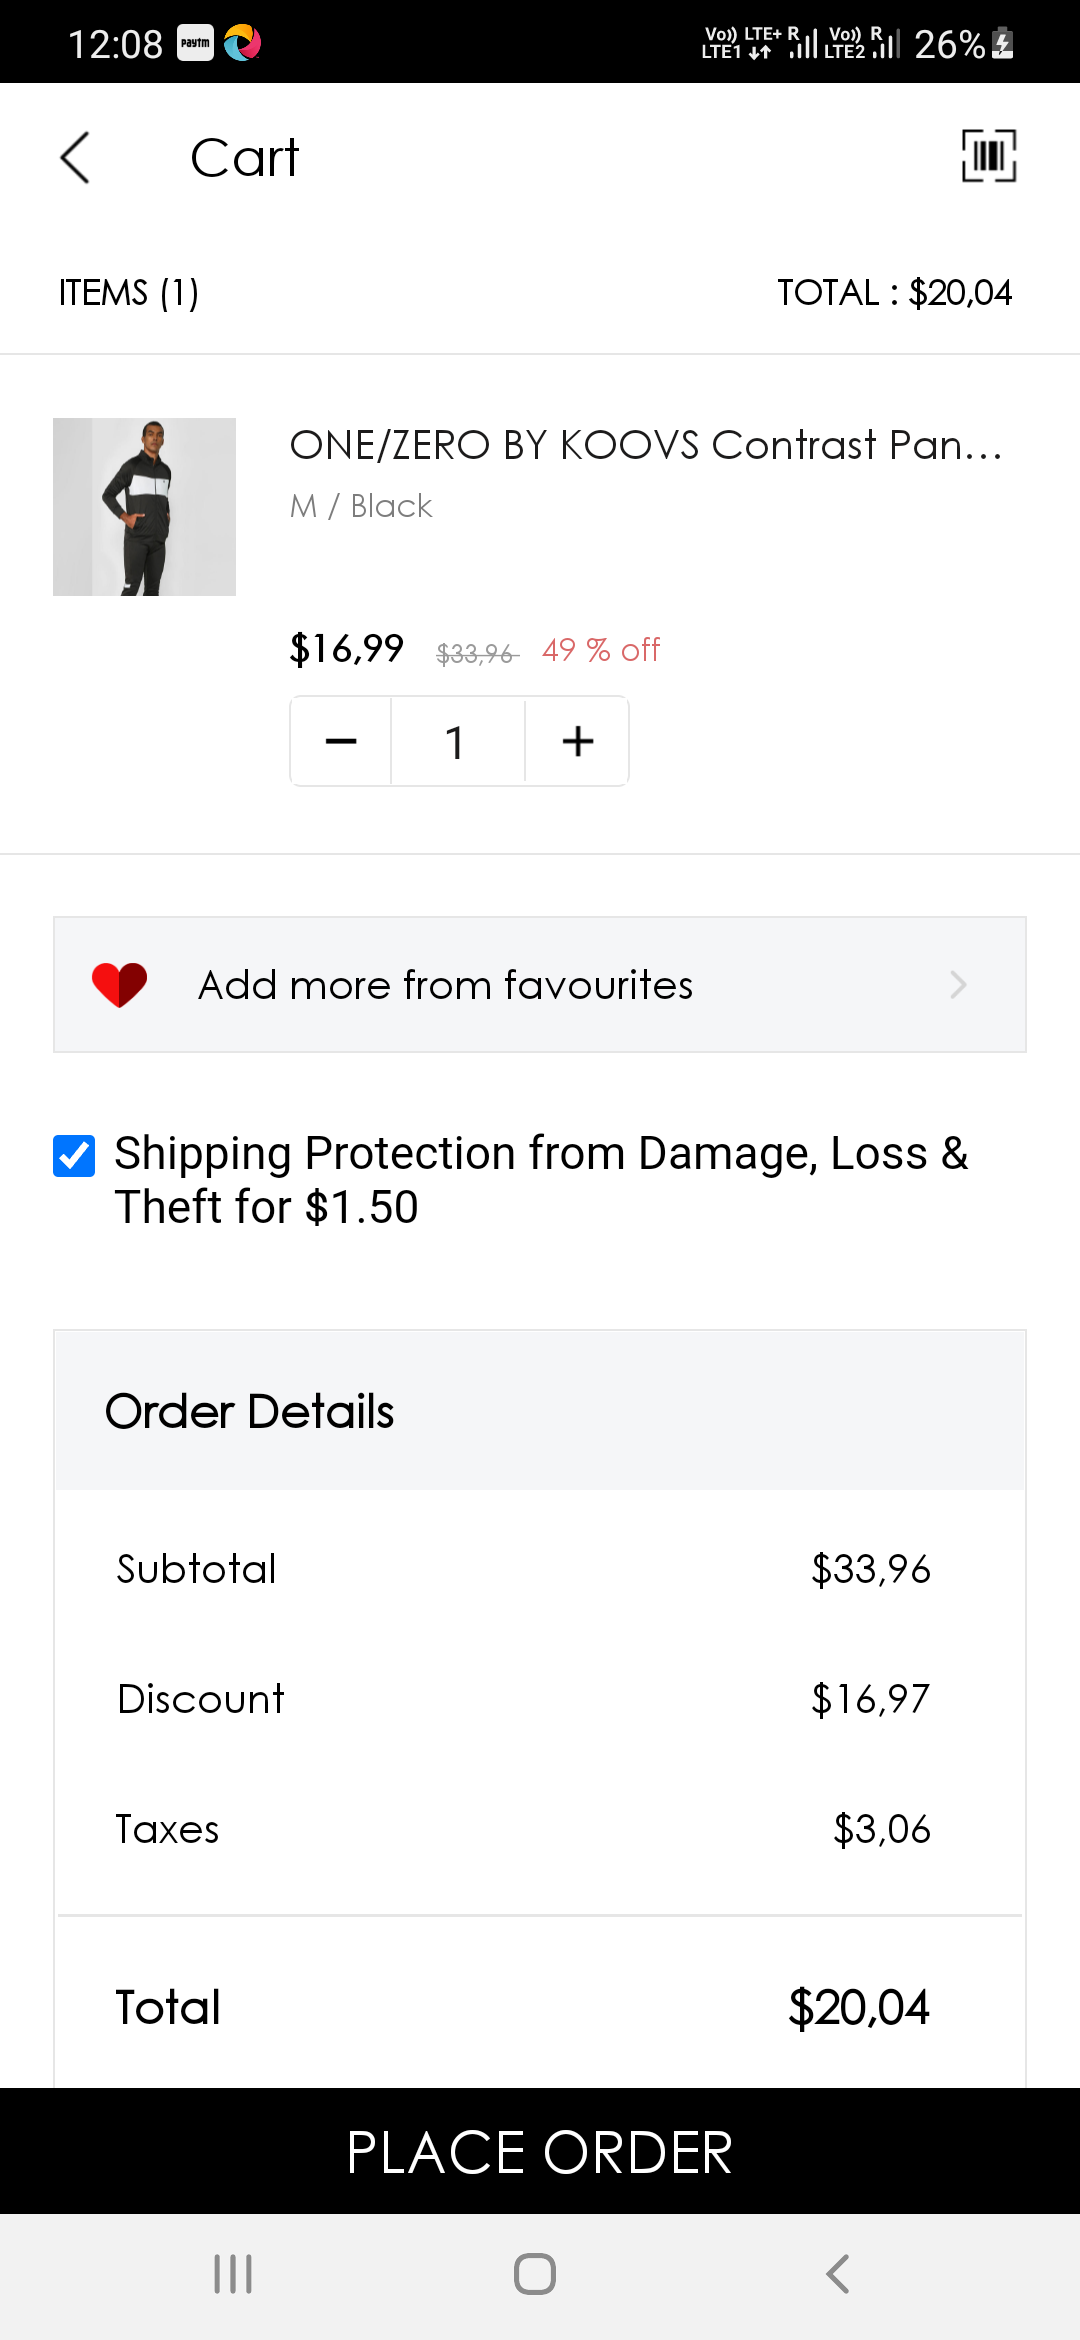 12:08 paytm Vo)) LTE+ R Vo)) R 26%
LTE1 LTE2
Cart
ITEMS (1) TOTAL : $20,04
ONE/ZERO BY KOOVS Contrast Pan...
M / Black
$16,99 $33,96 49 % off
1
Add more from favourites
Shipping Protection from Damage, Loss &
Theft for $1.50
Order Details
Subtotal $33,96
Discount $16,97
Taxes $3,06
Total $20,04
PLACE ORDER